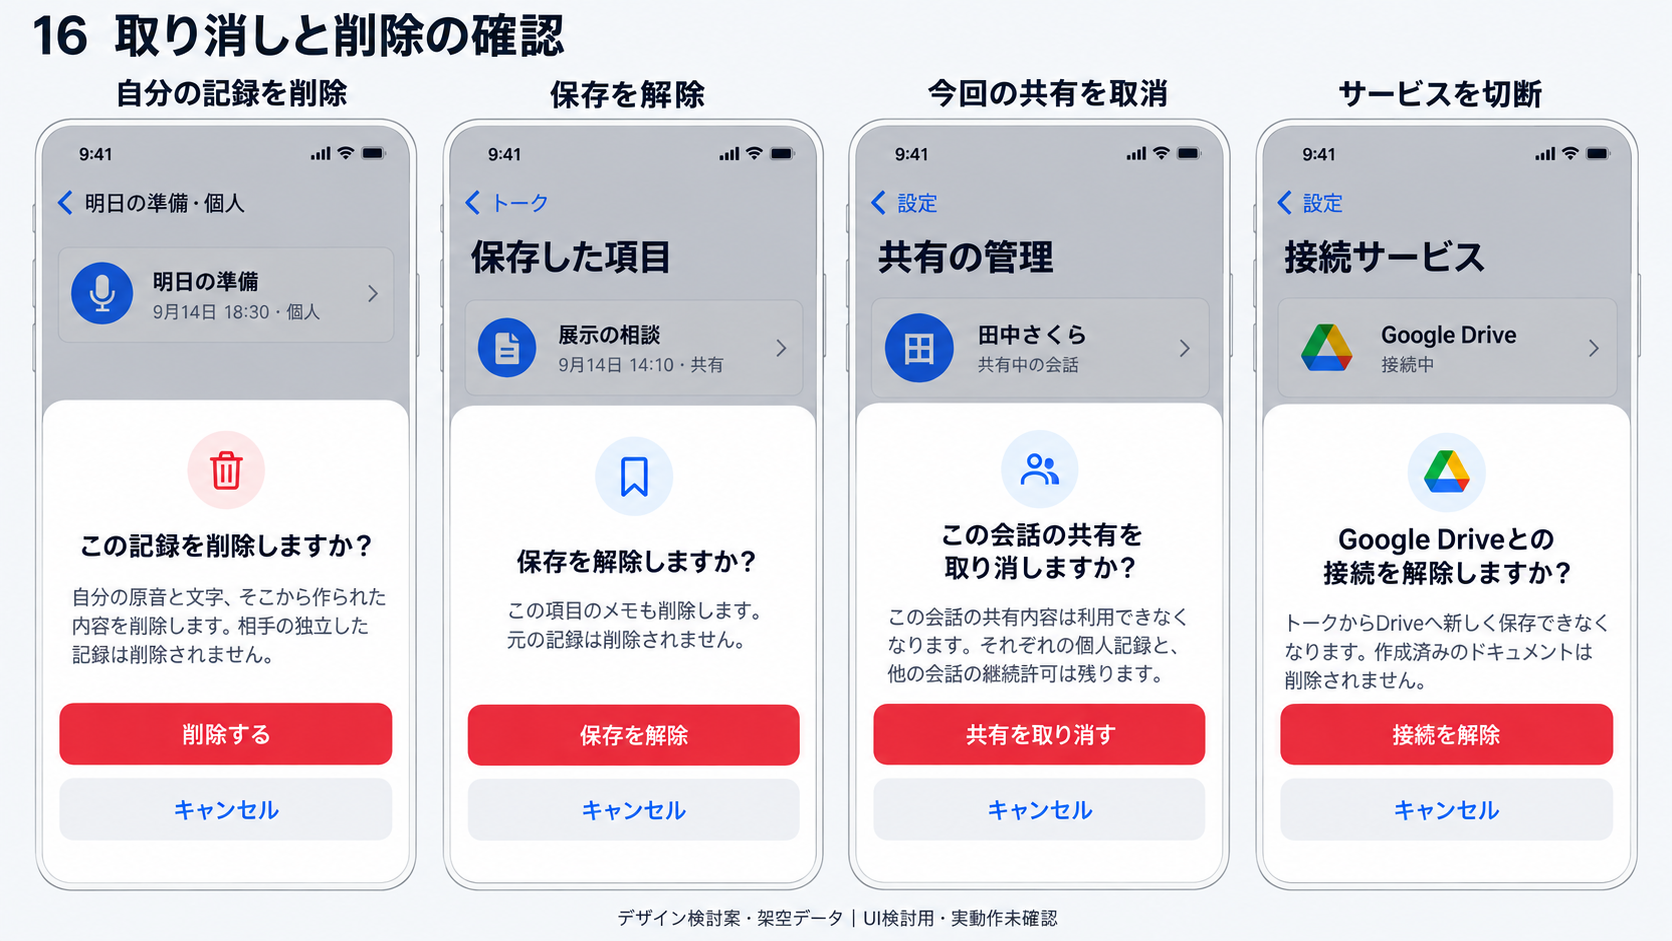 16 取り消しと削除の確認
自分の記録を削除
9:41
明日の準備・個人
明日の準備
9月14日 18:30・個人
この記録を削除しますか？
自分の原音と文字、そこから作られた
内容を削除します。相手の独立した
記録は削除されません。
削除する
キャンセル
保存を解除
9:41
トーク
保存した項目
展示の相談
9月14日 14:10・共有
保存を解除しますか？
この項目のメモも削除します。
元の記録は削除されません。
保存を解除
キャンセル
今回の共有を取消
9:41
設定
共有の管理
田
田中さくら
共有中の会話
この会話の共有を
取り消しますか？
この会話の共有内容は利用できなく
なります。それぞれの個人記録と、
他の会話の継続許可は残ります。
共有を取り消す
キャンセル
サービスを切断
9:41
設定
接続サービス
Google Drive
接続中
Google Driveとの
接続を解除しますか？
トークからDriveへ新しく保存できなく
なります。作成済みのドキュメントは
削除されません。
接続を解除
キャンセル
デザイン検討案・架空データ｜UI検討用・実動作未確認